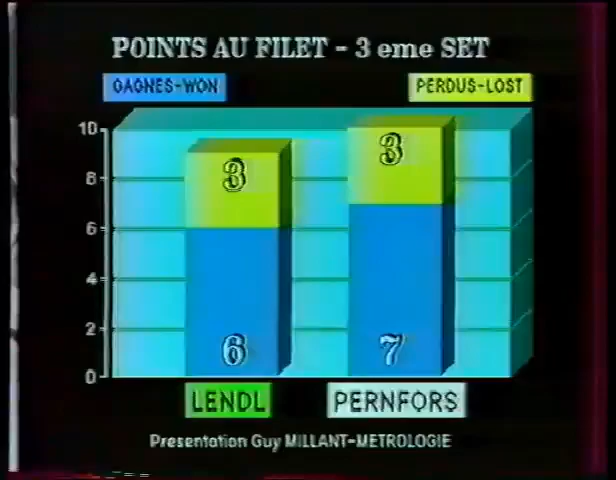 POINTS AU FILET - 3 eme SET
GAGNES-WON
PERDUS-LOST
10
8
6
4
2
0
3
3
6
7
LENDL
PERNFORS
Presentation Guy MILLANT-METROLOGIE